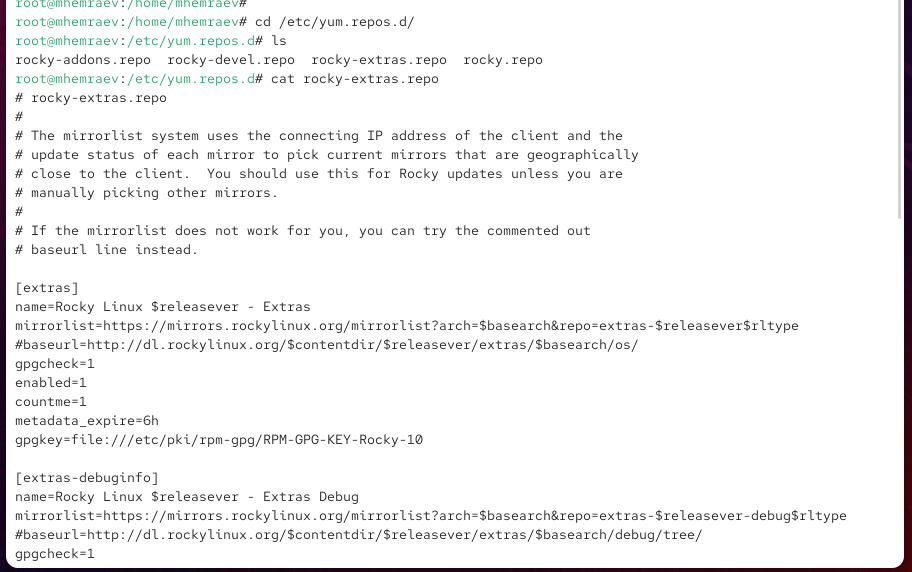 root@mhemraev:/home/mhemraev#
root@mhemraev:/home/mhemraev# cd /etc/yum.repos.d/
root@mhemraev:/etc/yum.repos.d# ls
rocky-addons.repo  rocky-devel.repo  rocky-extras.repo  rocky.repo
root@mhemraev:/etc/yum.repos.d# cat rocky-extras.repo
# rocky-extras.repo
#
# The mirrorlist system uses the connecting IP address of the client and the
# update status of each mirror to pick current mirrors that are geographically
# close to the client.  You should use this for Rocky updates unless you are
# manually picking other mirrors.
#
# If the mirrorlist does not work for you, you can try the commented out
# baseurl line instead.

[extras]
name=Rocky Linux $releasever - Extras
mirrorlist=https://mirrors.rockylinux.org/mirrorlist?arch=$basearch&repo=extras-$releasever$rltype
#baseurl=http://dl.rockylinux.org/$contentdir/$releasever/extras/$basearch/os/
gpgcheck=1
enabled=1
countme=1
metadata_expire=6h
gpgkey=file:///etc/pki/rpm-gpg/RPM-GPG-KEY-Rocky-10

[extras-debuginfo]
name=Rocky Linux $releasever - Extras Debug
mirrorlist=https://mirrors.rockylinux.org/mirrorlist?arch=$basearch&repo=extras-$releasever-debug$rltype
#baseurl=http://dl.rockylinux.org/$contentdir/$releasever/extras/$basearch/debug/tree/
gpgcheck=1